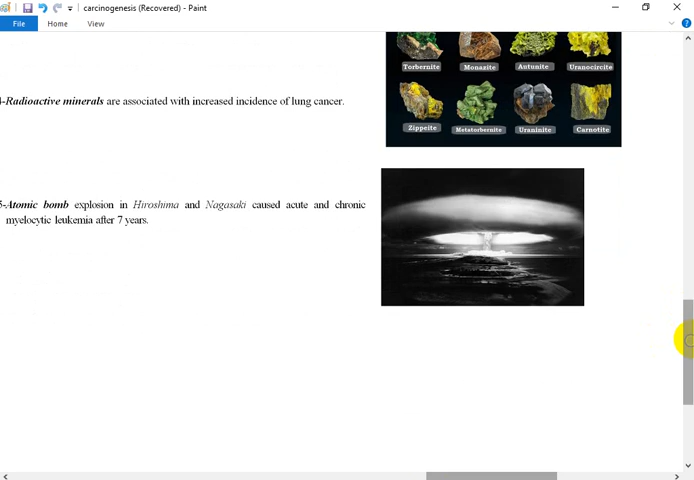 carcinogenesis (Recovered) - Paint
File Home View
Torbernite Monazite Autunite Uranocircite
-Radioactive minerals are associated with increased incidence of lung cancer.
Zippeite Metatorbernite Uraninite Carnotite
5-Atomic bomb explosion in Hiroshima and Nagasaki caused acute and chronic
myelocytic leukemia after 7 years.